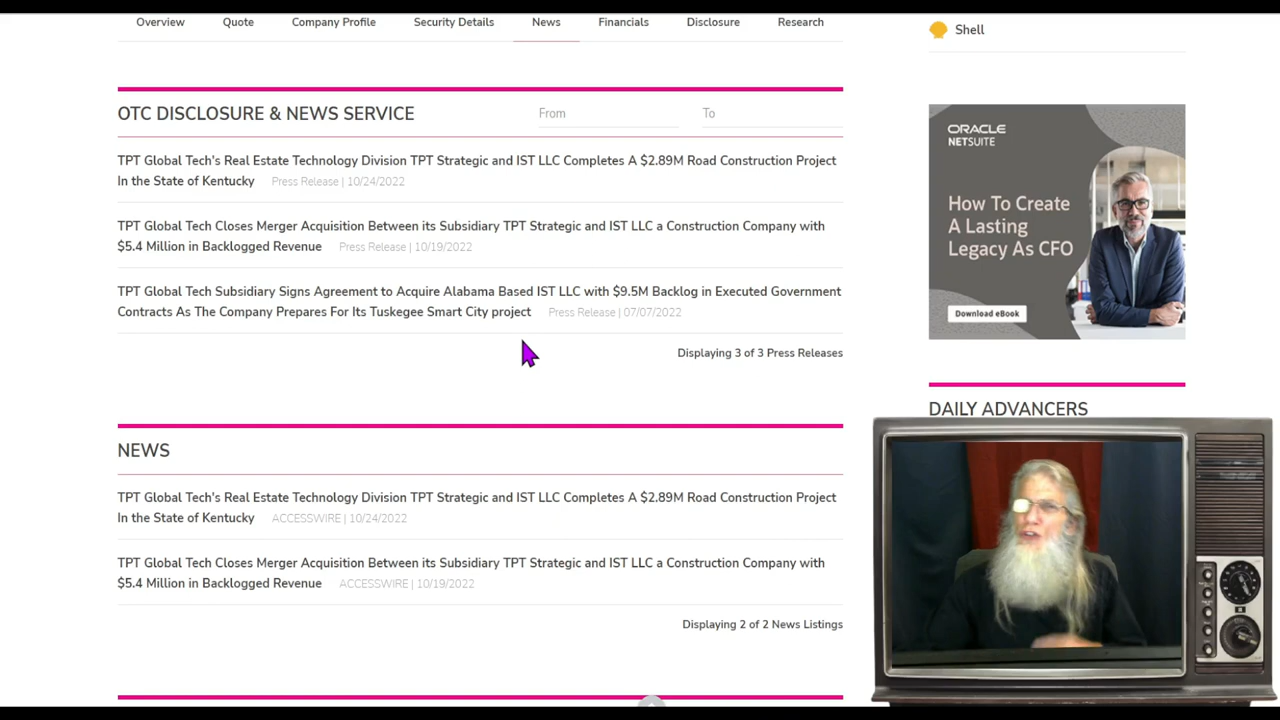 Overview Quote Company Profile Security Details News Financials Disclosure Research
Shell
OTC DISCLOSURE & NEWS SERVICE From To
TPT Global Tech's Real Estate Technology Division TPT Strategic and IST LLC Completes A $2.89M Road Construction Project
In the State of Kentucky Press Release | 10/24/2022
TPT Global Tech Closes Merger Acquisition Between its Subsidiary TPT Strategic and IST LLC a Construction Company with
$5.4 Million in Backlogged Revenue Press Release | 10/19/2022
TPT Global Tech Subsidiary Signs Agreement to Acquire Alabama Based IST LLC with $9.5M Backlog in Executed Government
Contracts As The Company Prepares For Its Tuskegee Smart City project Press Release | 07/07/2022
Displaying 3 of 3 Press Releases
NEWS
TPT Global Tech's Real Estate Technology Division TPT Strategic and IST LLC Completes A $2.89M Road Construction Project
In the State of Kentucky ACCESSWIRE | 10/24/2022
TPT Global Tech Closes Merger Acquisition Between its Subsidiary TPT Strategic and IST LLC a Construction Company with
$5.4 Million in Backlogged Revenue ACCESSWIRE | 10/19/2022
Displaying 2 of 2 News Listings
ORACLE
NETSUITE
How To Create
A Lasting
Legacy As CFO
Download eBook
DAILY ADVANCERS